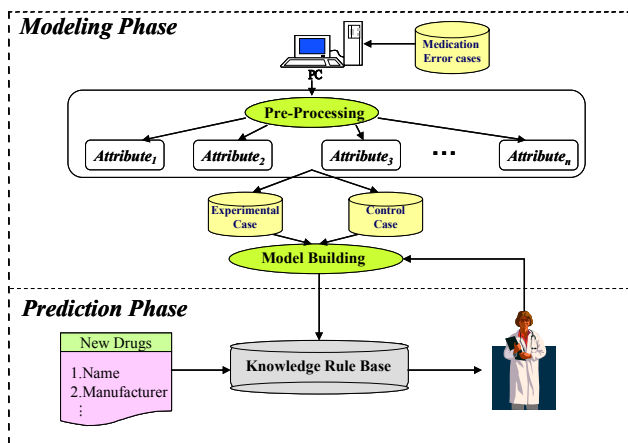 Modeling Phase
Medication
Error cases
PC
Pre-Processing
Attribute1 Attribute2 Attribute3 ... Attributen
Experimental
Case
Control
Case
Model Building
Prediction Phase
New Drugs
1.Name
2.Manufacturer
⋮
Knowledge Rule Base